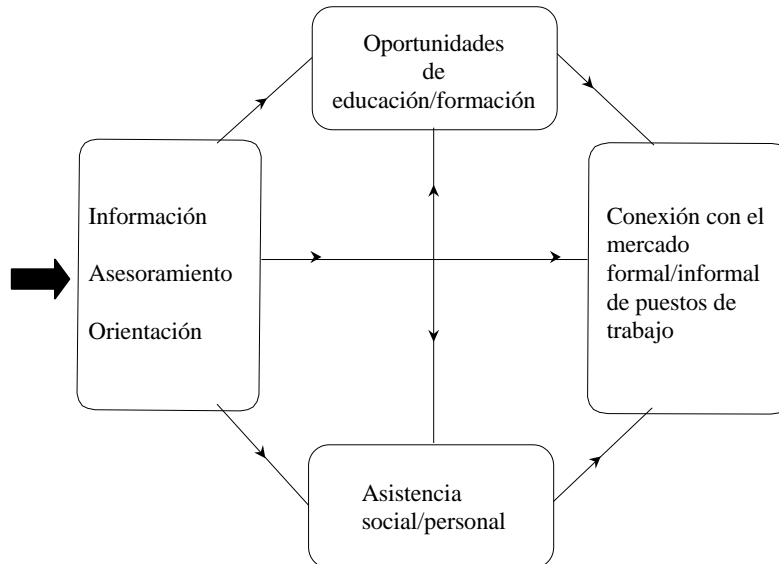 Oportunidades
de
educación/formación
Información
Asesoramiento
Orientación
Conexión con el
mercado
formal/informal
de puestos de
trabajo
Asistencia
social/personal